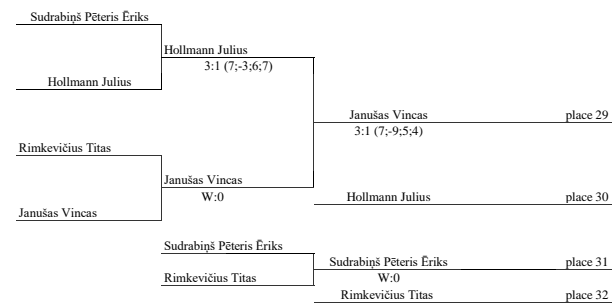 Sudrabiņš Pēteris Ēriks
Hollmann Julius
3:1 (7;-3;6;7)
Hollmann Julius
Janušas Vincas place 29
3:1 (7;-9;5;4)
Rimkevičius Titas
Janušas Vincas
W:0
Hollmann Julius place 30
Janušas Vincas
Sudrabiņš Pēteris Ēriks
Sudrabiņš Pēteris Ēriks place 31
Rimkevičius Titas
W:0
Rimkevičius Titas place 32